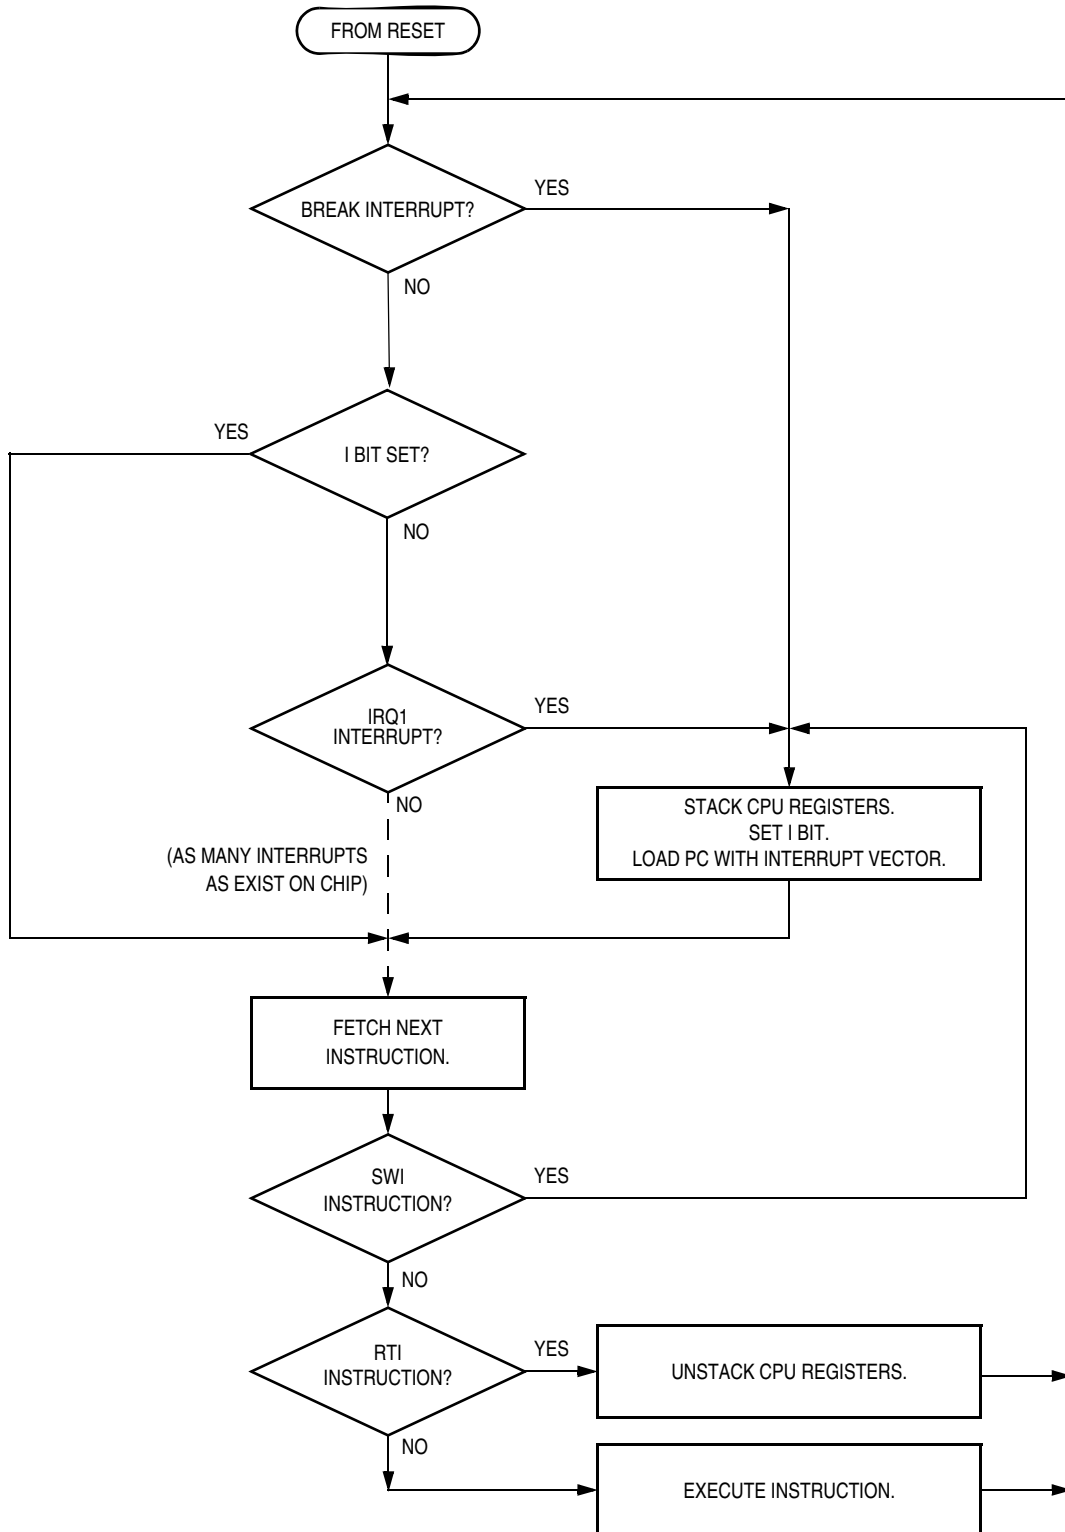 FROM RESET
BREAK INTERRUPT?
YES
NO
YES
I BIT SET?
NO
IRQ1
INTERRUPT?
YES
NO
(AS MANY INTERRUPTS
AS EXIST ON CHIP)
STACK CPU REGISTERS.
SET I BIT.
LOAD PC WITH INTERRUPT VECTOR.
FETCH NEXT
INSTRUCTION.
SWI
INSTRUCTION?
YES
NO
RTI
INSTRUCTION?
YES
UNSTACK CPU REGISTERS.
NO
EXECUTE INSTRUCTION.